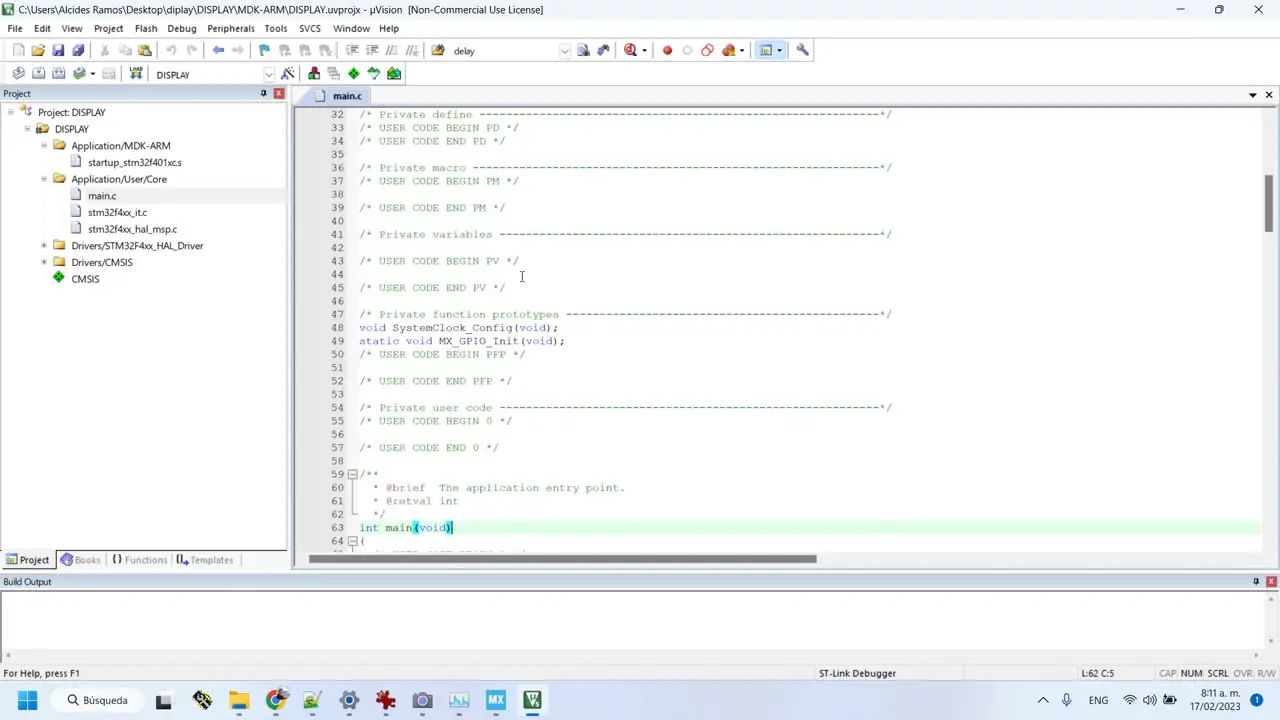 C:\Users\Alcides Ramos\Desktop\diplay\DISPLAY\MDK-ARM\DISPLAY.uvprojx - µVision  [Non-Commercial Use License]
File Edit View Project Flash Debug Peripherals Tools SVCS Window Help
delay
LOAD
DISPLAY
Project
main.c
Project: DISPLAY
DISPLAY
Application/MDK-ARM
startup_stm32f401xc.s
Application/User/Core
main.c
stm32f4xx_it.c
stm32f4xx_hal_msp.c
Drivers/STM32F4xx_HAL_Driver
Drivers/CMSIS
CMSIS
32 /* Private define ------------------------------------------------------------*/
33 /* USER CODE BEGIN PD */
34 /* USER CODE END PD */
35
36 /* Private macro -------------------------------------------------------------*/
37 /* USER CODE BEGIN PM */
38
39 /* USER CODE END PM */
40
41 /* Private variables ---------------------------------------------------------*/
42
43 /* USER CODE BEGIN PV */
44
45 /* USER CODE END PV */
46
47 /* Private function prototypes -----------------------------------------------*/
48 void SystemClock_Config(void);
49 static void MX_GPIO_Init(void);
50 /* USER CODE BEGIN PFP */
51
52 /* USER CODE END PFP */
53
54 /* Private user code ---------------------------------------------------------*/
55 /* USER CODE BEGIN 0 */
56
57 /* USER CODE END 0 */
58
59 /**
60 * @brief  The application entry point.
61 * @retval int
62 */
63 int main(void)
64 {
Project Books {} Functions 0. Templates
Build Output
For Help, press F1
ST-Link Debugger
L:62 C:5
CAP NUM SCRL OVR R/W
Búsqueda
MX
ENG
8:11 a. m.
17/02/2023
1